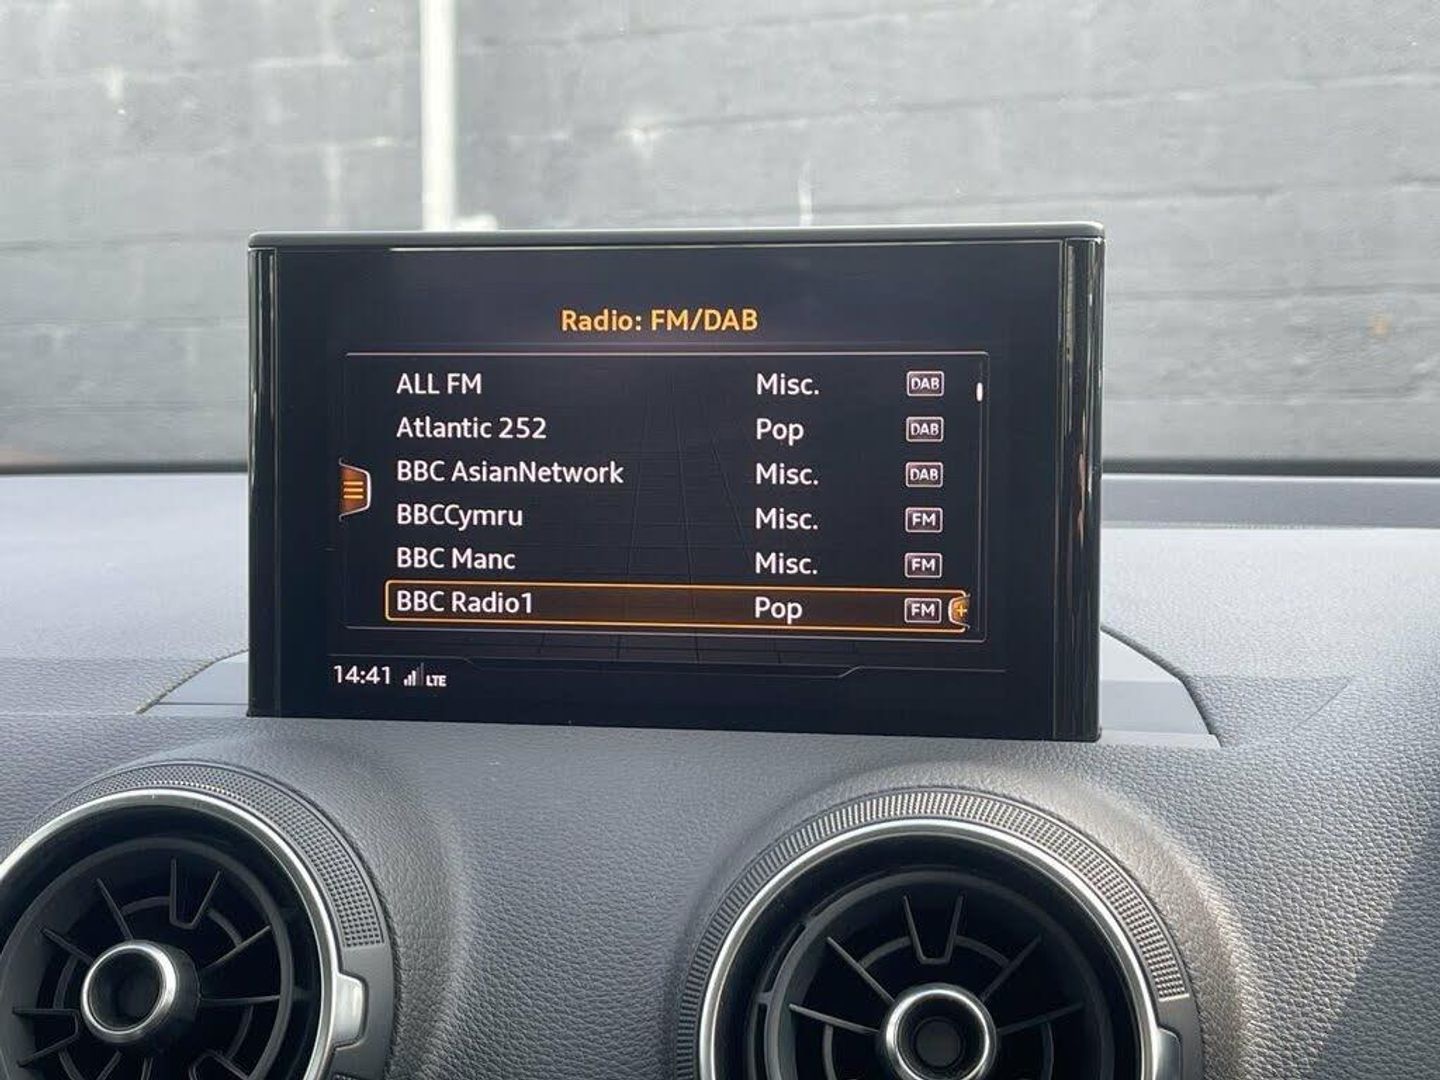 Radio: FM/DAB
ALL FM Misc. DAB
Atlantic 252 Pop DAB
BBC AsianNetwork Misc. DAB
BBCCymru Misc. FM
BBC Manc Misc. FM
BBC Radio1 Pop FM +
14:41 LTE